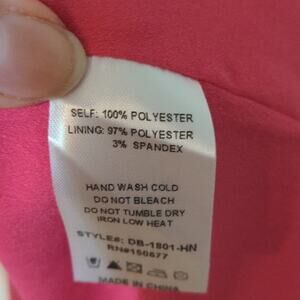 SELF: 100% POLYESTER
LINING: 97% POLYESTER
3% SPANDEX
HAND WASH COLD
DO NOT BLEACH
DO NOT TUMBLE DRY
IRON LOW HEAT
STYLE#: DB-1801-HN
RN#150677
MADE IN CHINA